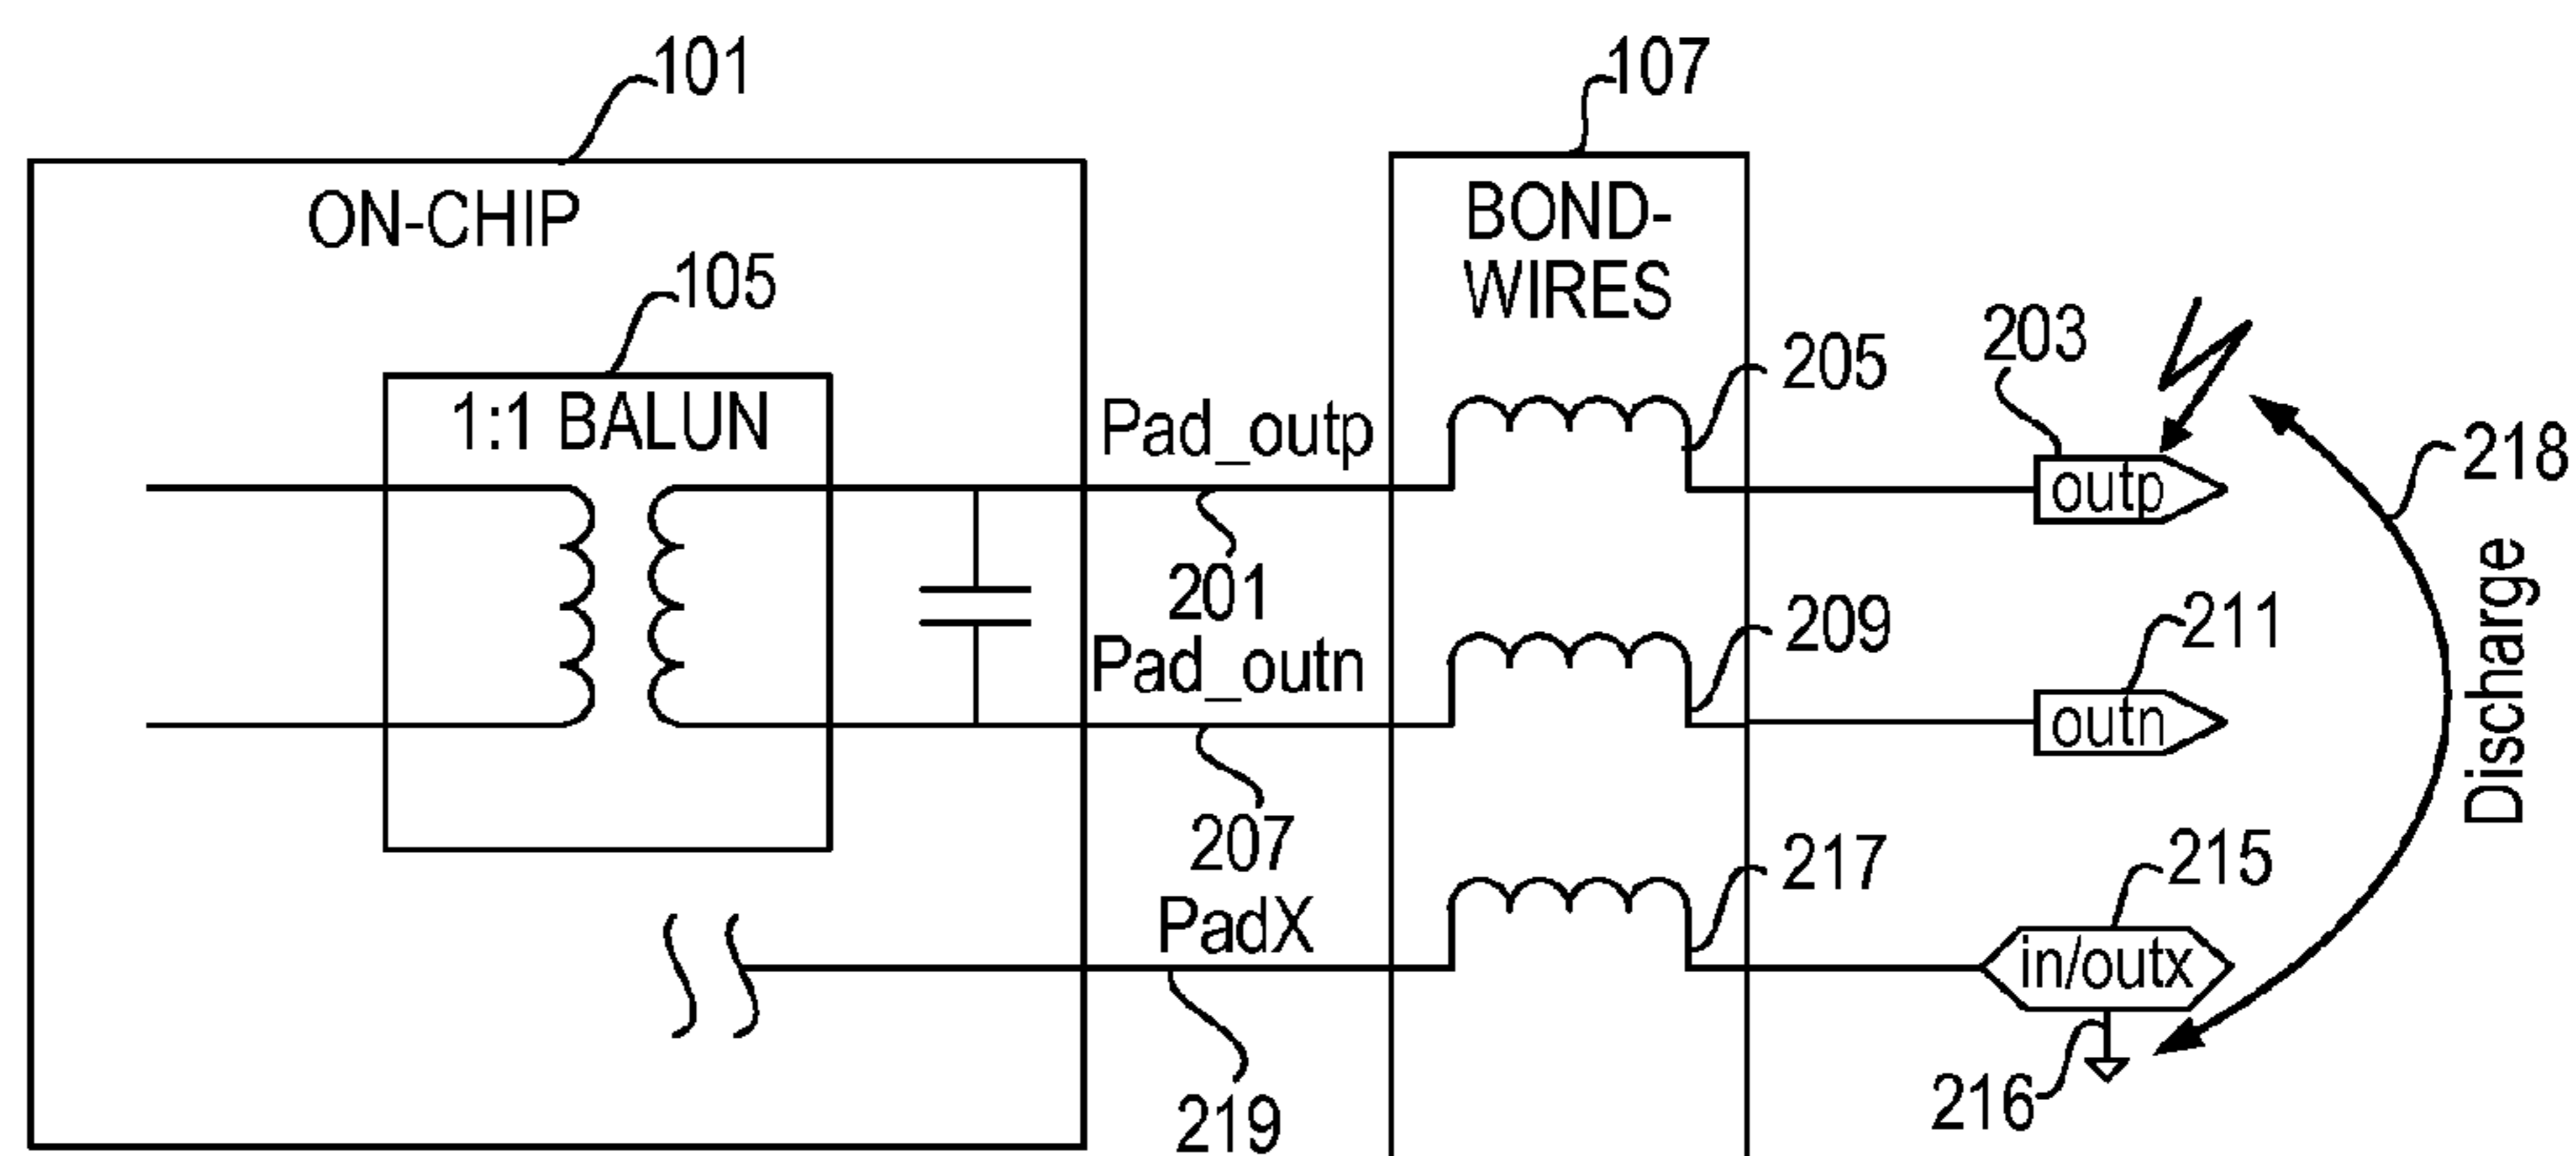 101
107
ON-CHIP
BOND-
WIRES
105
1:1 BALUN
203
205
Pad_outp
outp
218
201
Pad_outn
209
211
outn
Discharge
207
217
215
PadX
in/outx
216
219